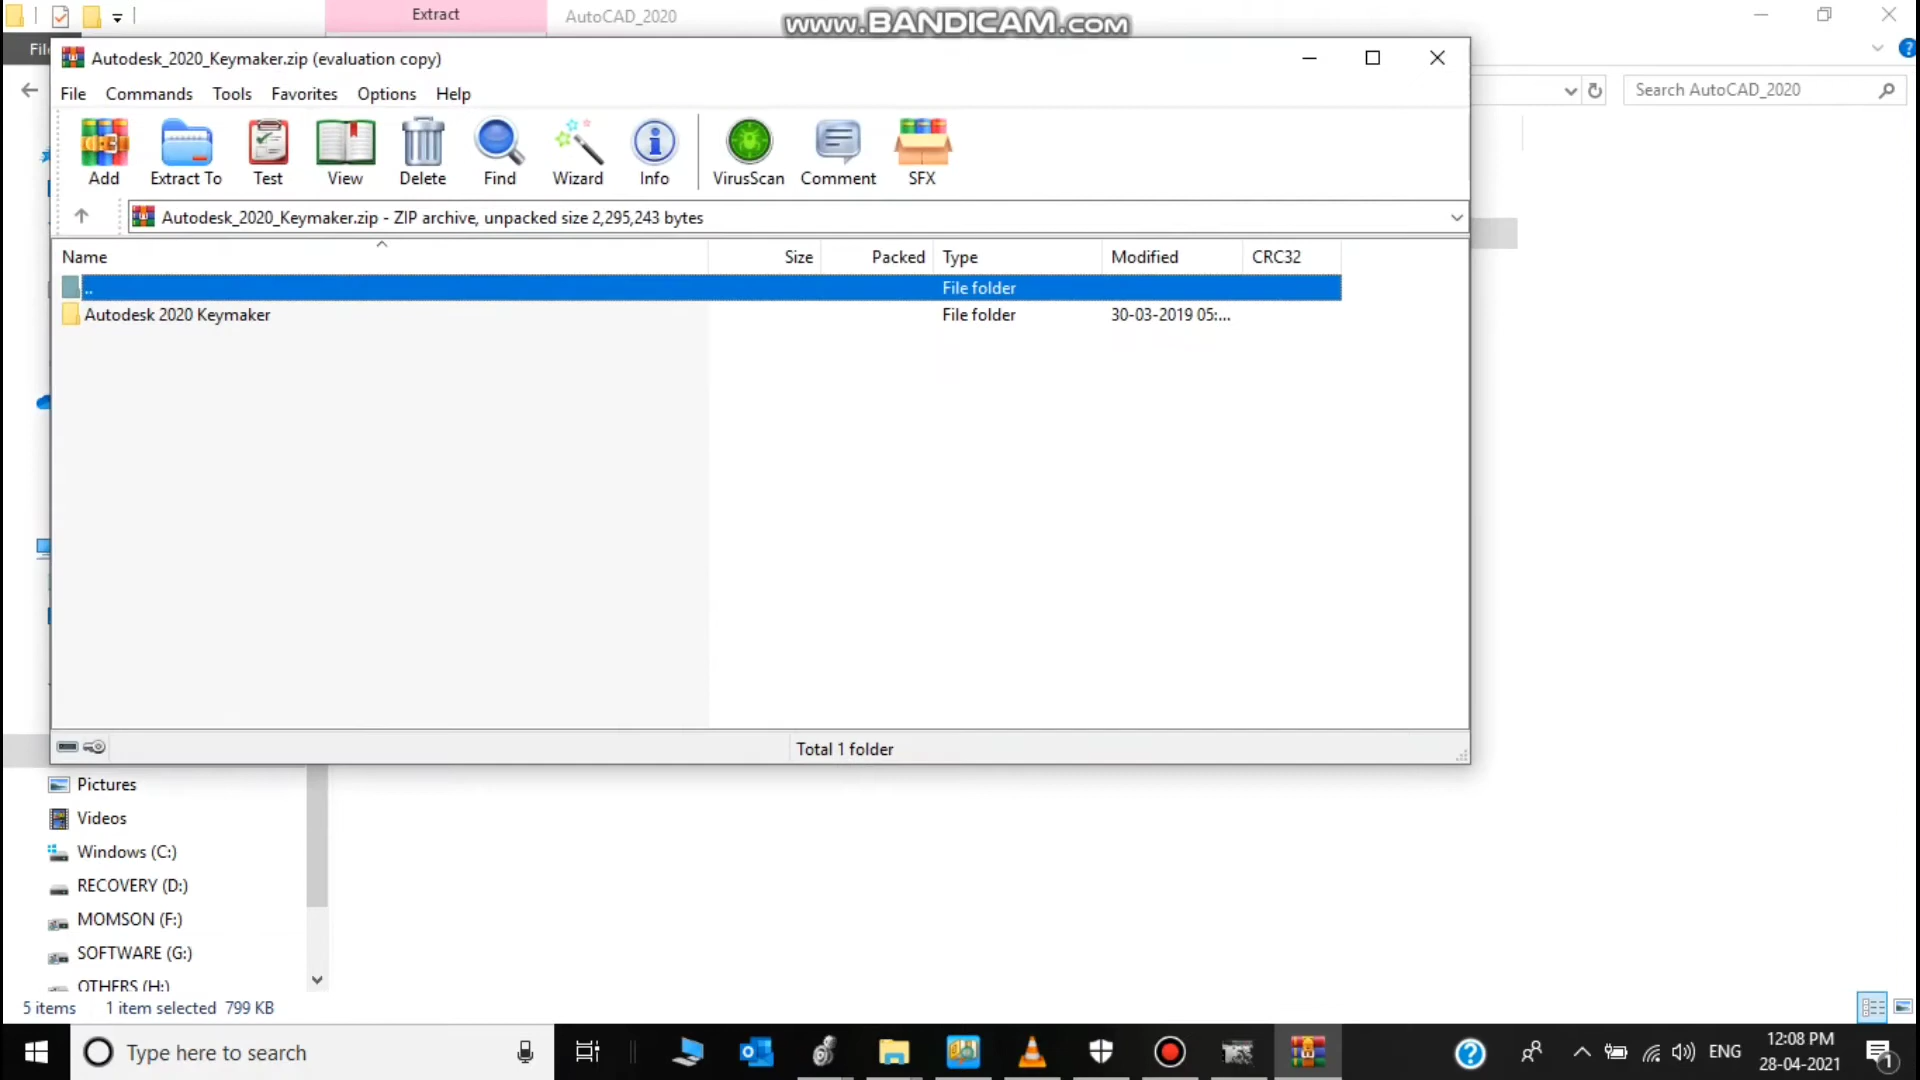 Extract
AutoCAD_2020
www.BANDICAM.com
Autodesk_2020_Keymaker.zip (evaluation copy)
File Commands Tools Favorites Options Help
Search AutoCAD_2020
Add Extract To Test View Delete Find Wizard Info VirusScan Comment SFX
Autodesk_2020_Keymaker.zip - ZIP archive, unpacked size 2,295,243 bytes
Name Size Packed Type Modified CRC32
.. File folder
Autodesk 2020 Keymaker File folder 30-03-2019 05:...
Total 1 folder
Pictures
Videos
Windows (C:)
RECOVERY (D:)
MOMSON (F:)
SOFTWARE (G:)
OTHERS (H:)
5 items 1 item selected 799 KB
Type here to search
ENG
12:08 PM
28-04-2021
1